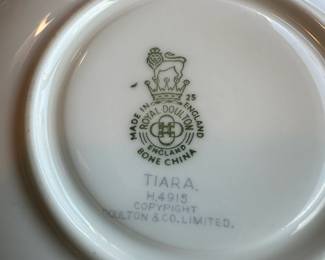 25
MADE IN ENGLAND
ROYAL DOULTON
ENGLAND
BONE CHINA
TIARA.
H.4915
COPYRIGHT
DOULTON & CO. LIMITED.